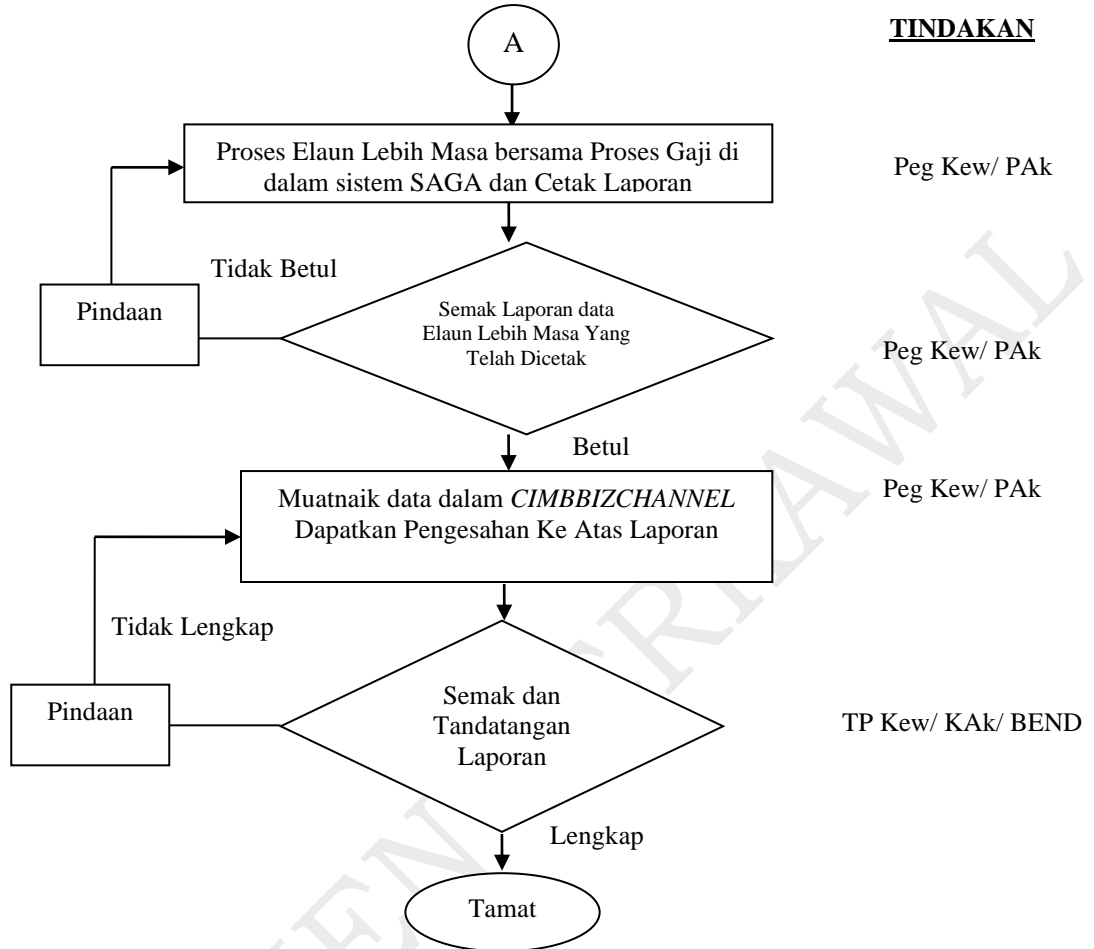 A
TINDAKAN
Proses Elaun Lebih Masa bersama Proses Gaji di
dalam sistem SAGA dan Cetak Laporan
Peg Kew/ PAk
Tidak Betul
Pindaan
Semak Laporan data
Elaun Lebih Masa Yang
Telah Dicetak
Peg Kew/ PAk
Betul
Muatnaik data dalam CIMBBIZCHANNEL
Dapatkan Pengesahan Ke Atas Laporan
Peg Kew/ PAk
Tidak Lengkap
Pindaan
Semak dan
Tandatangan
Laporan
TP Kew/ KAk/ BEND
Lengkap
Tamat